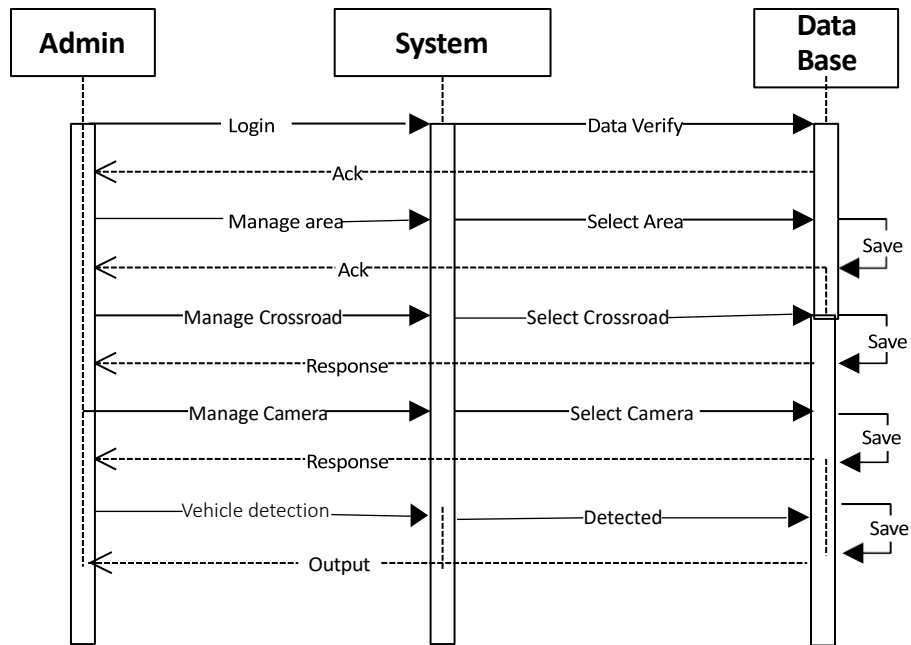 Admin
System
Data
Base
Login
Data Verify
Ack
Manage area
Select Area
Save
Ack
Manage Crossroad
Select Crossroad
Save
Response
Manage Camera
Select Camera
Save
Response
Vehicle detection
Detected
Save
Output